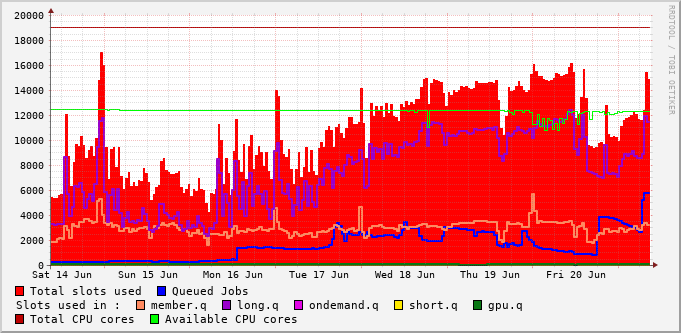 20000
18000
16000
14000
12000
10000
8000
6000
4000
2000
0
Sat 14 Jun Sun 15 Jun Mon 16 Jun Tue 17 Jun Wed 18 Jun Thu 19 Jun Fri 20 Jun
Total slots used Queued Jobs
Slots used in : member.q long.q ondemand.q short.q gpu.q
Total CPU cores Available CPU cores
RRDTOOL / TOBI OETIKER